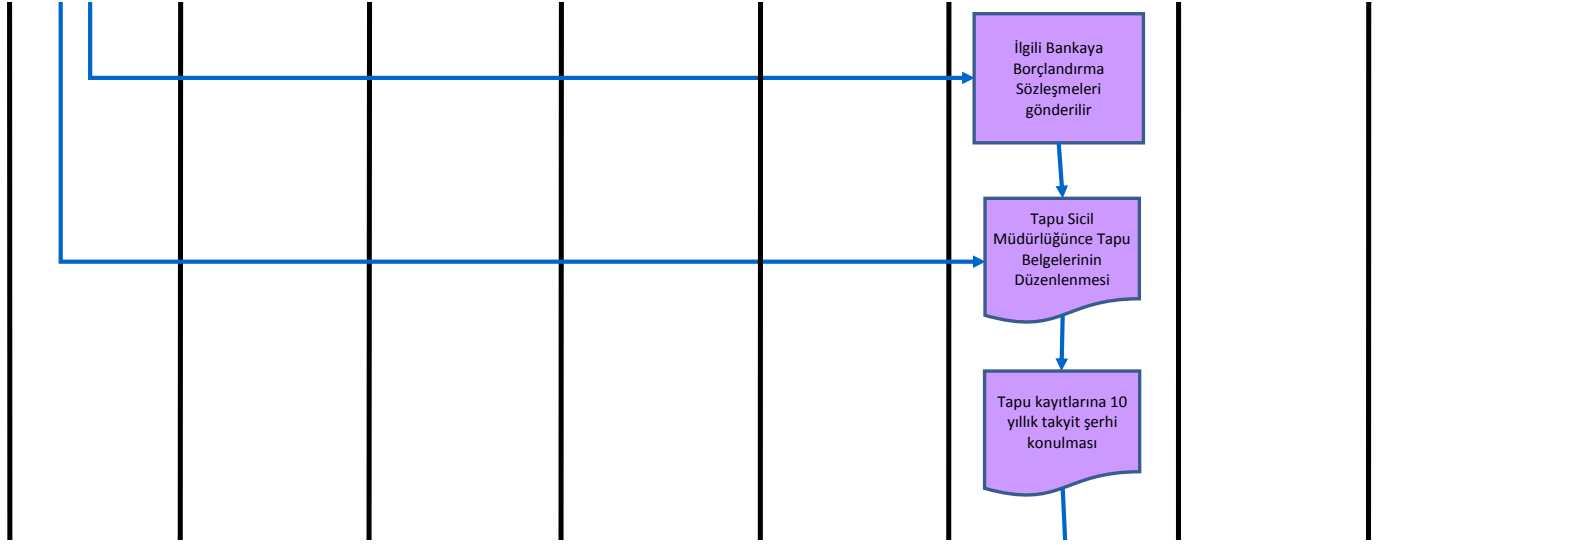 İlgili Bankaya
Borçlandırma
Sözleşmeleri
gönderilir
Tapu Sicil
Müdürlüğünce Tapu
Belgelerinin
Düzenlenmesi
Tapu kayıtlarına 10
yıllık takyit şerhi
konulması